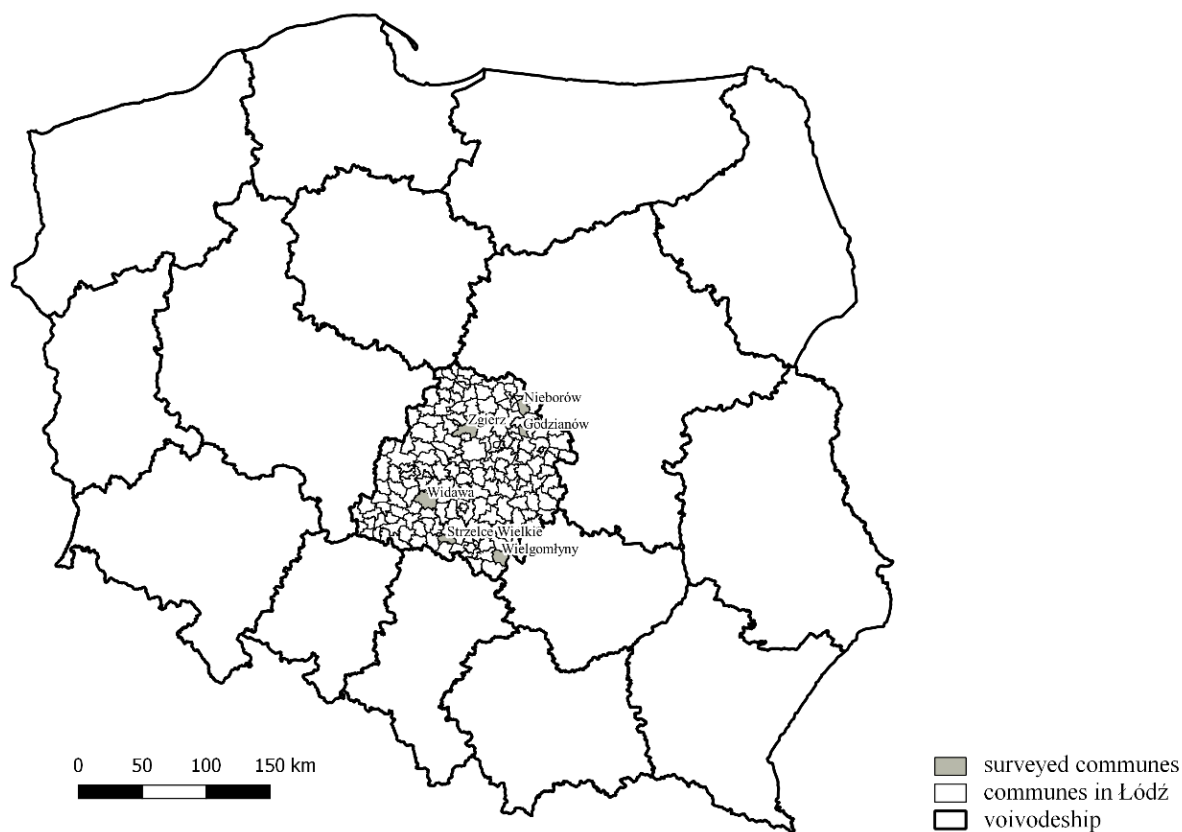 Nieborów
Zgierz
Godzianów
Widawa
Strzelce Wielkie
Wielgomłyny
0 50 100 150 km
surveyed communes
communes in Łódź
voivodeship